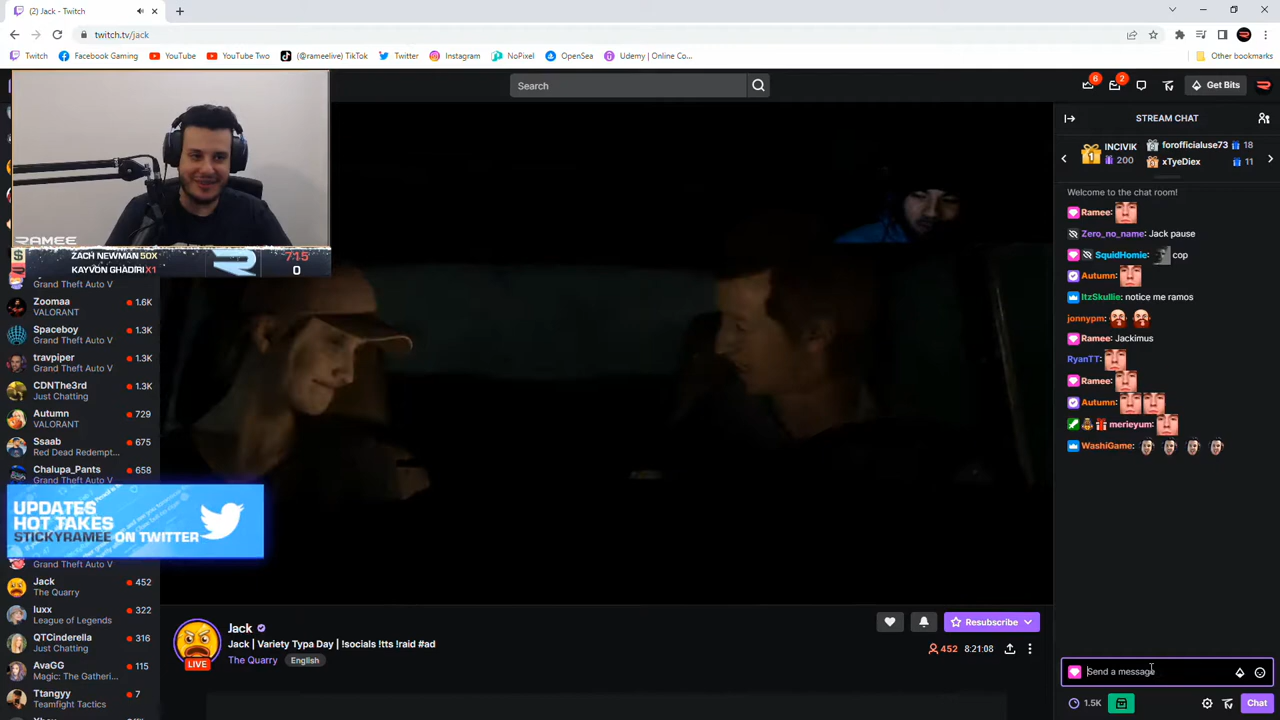 (2) Jack - Twitch
twitch.tv/jack
Twitch
Facebook Gaming
YouTube
YouTube Two
(@rameelive) TikTok
Twitter
Instagram
NoPixel
OpenSea
Udemy | Online Co...
Other bookmarks
Search
6
2
Get Bits
RAMEE
ZACH NEWMAN 50X
KAYVON GHADIRI X1
715
0
Grand Theft Auto V
Zoomaa
1.6K
VALORANT
Spaceboy
1.3K
Grand Theft Auto V
travpiper
1.3K
Grand Theft Auto V
CDNThe3rd
1.3K
Just Chatting
Autumn
729
VALORANT
Ssaab
675
Red Dead Redempt...
Chalupa_Pants
658
Grand Theft Auto V
UPDATES
HOT TAKES
STICKYRAMEE ON TWITTER
Grand Theft Auto V
Jack
452
The Quarry
luxx
322
League of Legends
QTCinderella
316
Just Chatting
AvaGG
115
Magic: The Gatheri...
Ttangyy
7
Teamfight Tactics
LIVE
Jack
Jack | Variety Typa Day | !socials !tts !raid #ad
The Quarry
English
Resubscribe
452
8:21:08
STREAM CHAT
1
INCIVIK
200
forofficialuse73
18
xTyeDiex
11
Welcome to the chat room!
Ramee:
Zero_no_name: Jack pause
SquidHomie: cop
Autumn:
ItzSkullie: notice me ramos
jonnypm:
Ramee: Jackimus
RyanTT:
Ramee:
Autumn:
merieyum:
WashiGame:
Send a message
1.5K
Chat